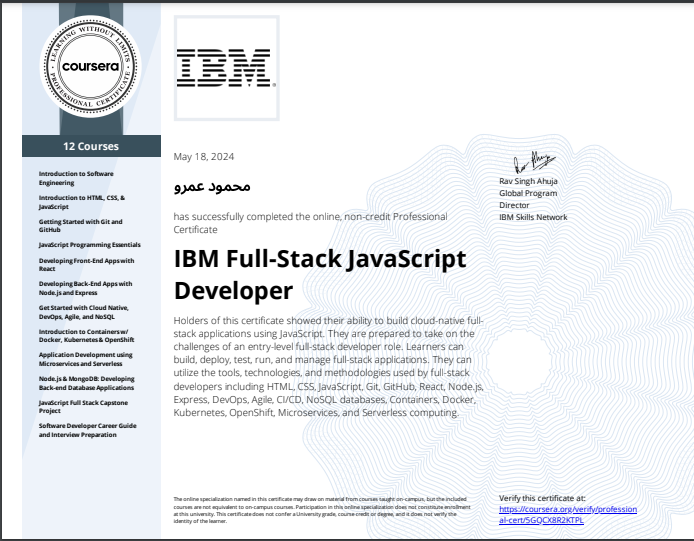 LEARNING WITHOUT LIMITS
coursera
PROFESSIONAL CERTIFICATE
12 Courses
Introduction to Software
Engineering
Introduction to HTML, CSS, &
JavaScript
Getting Started with Git and
GitHub
JavaScript Programming Essentials
Developing Front-End Apps with
React
Developing Back-End Apps with
Node.js and Express
Get Started with Cloud Native,
DevOps, Agile, and NoSQL
Introduction to Containers w/
Docker, Kubernetes & OpenShift
Application Development using
Microservices and Serverless
Node.js & MongoDB: Developing
Back-end Database Applications
JavaScript Full Stack Capstone
Project
Software Developer Career Guide
and Interview Preparation
IBM
May 18, 2024
محمود عمرو
has successfully completed the online, non-credit Professional
Certificate
IBM Full-Stack JavaScript
Developer
Holders of this certificate showed their ability to build cloud-native full-
stack applications using JavaScript. They are prepared to take on the
challenges of an entry-level full-stack developer role. Learners can
build, deploy, test, run, and manage full-stack applications. They can
utilize the tools, technologies, and methodologies used by full-stack
developers including HTML, CSS, JavaScript, Git, GitHub, React, Node.js,
Express, DevOps, Agile, CI/CD, NoSQL databases, Containers, Docker,
Kubernetes, OpenShift, Microservices, and Serverless computing.
Rav Singh Ahuja
Global Program
Director
IBM Skills Network
The online specialization named in this certificate may draw on material from courses taught on-campus, but the included
courses are not equivalent to on-campus courses. Participation in this online specialization does not constitute enrollment
at this university. This certificate does not confer a University grade, course credit or degree, and it does not verify the
identity of the learner.
Verify this certificate at:
https://coursera.org/verify/profession
al-cert/5GQCX8R2KTPL